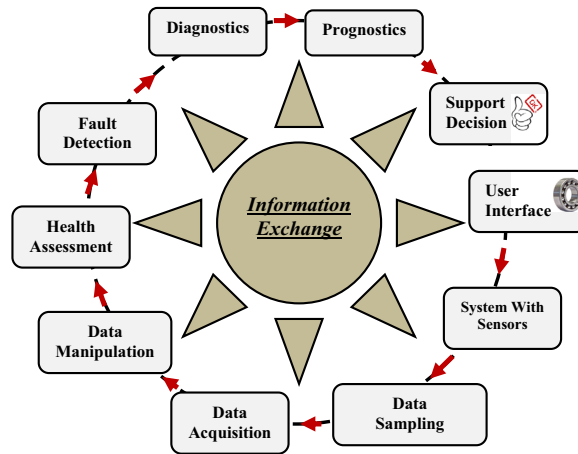 Diagnostics
Prognostics
Support
Decision
OK
User
Interface
System With
Sensors
Data
Sampling
Data
Acquisition
Data
Manipulation
Health
Assessment
Fault
Detection
Information
Exchange